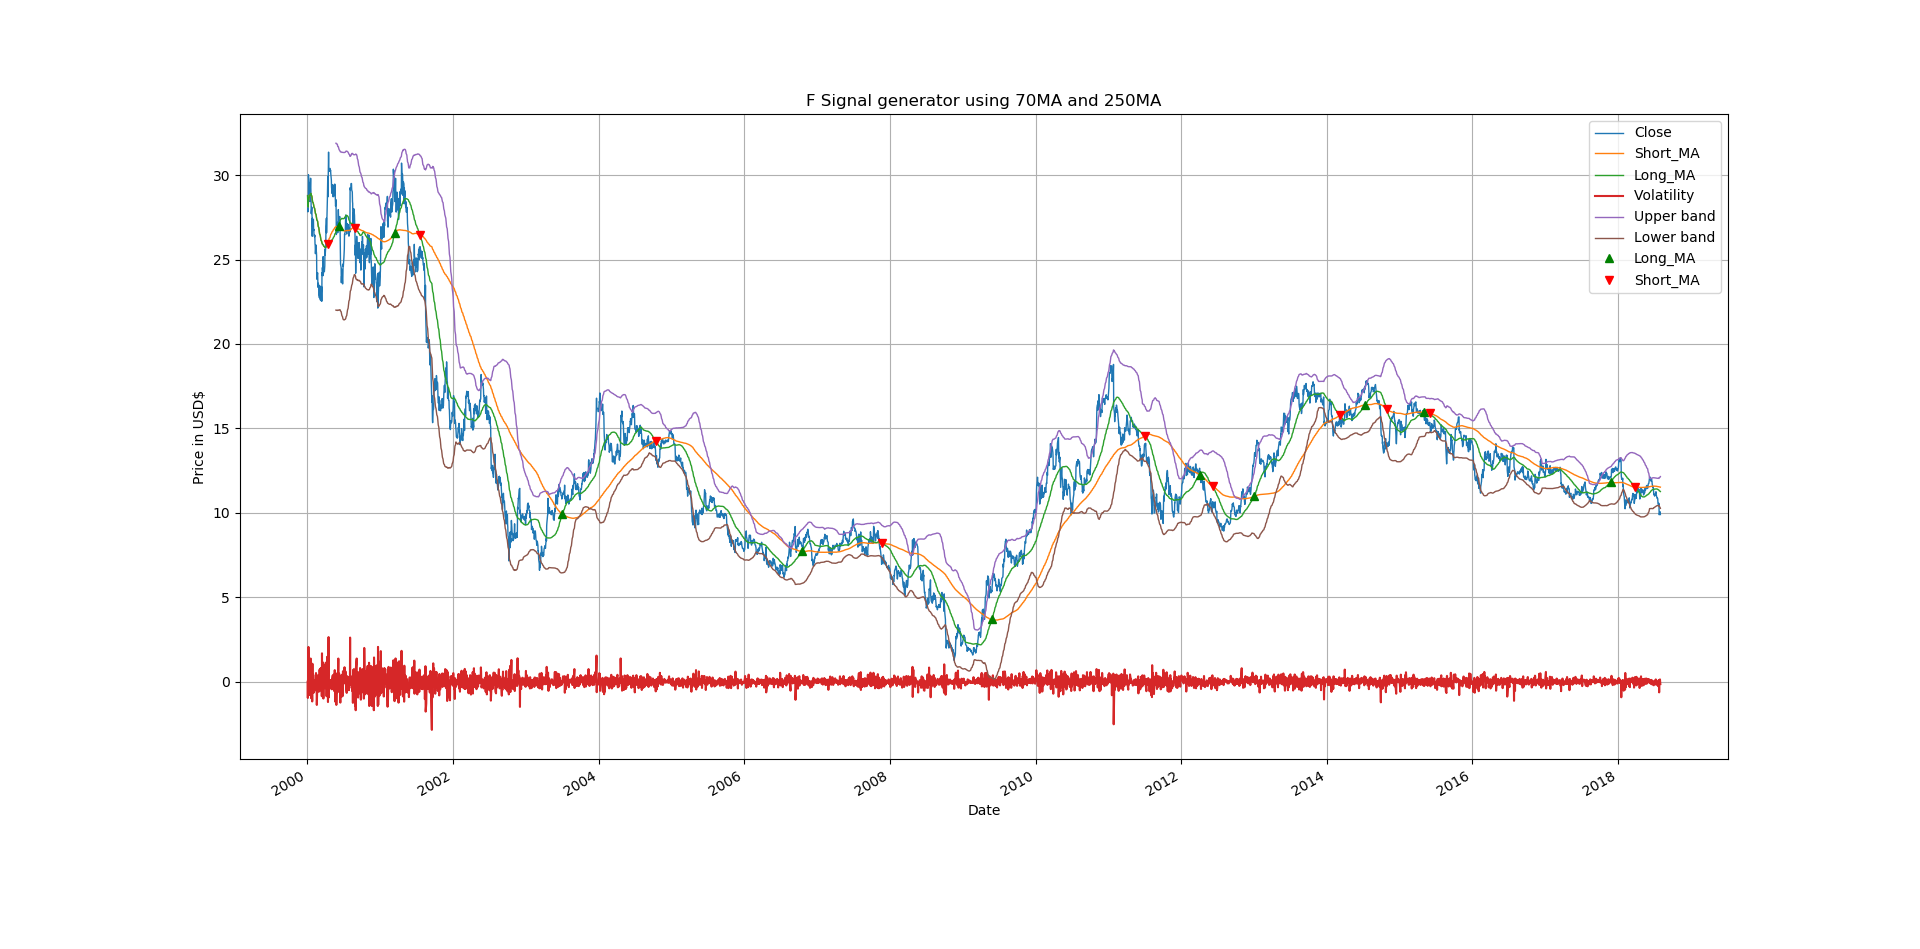 F Signal generator using 70MA and 250MA
Close
Short_MA
Long_MA
Volatility
Upper band
Lower band
Long_MA
Short_MA
30
25
20
15
10
5
0
Price in USD$
2000
2002
2004
2006
2008
2010
2012
2014
2016
2018
Date